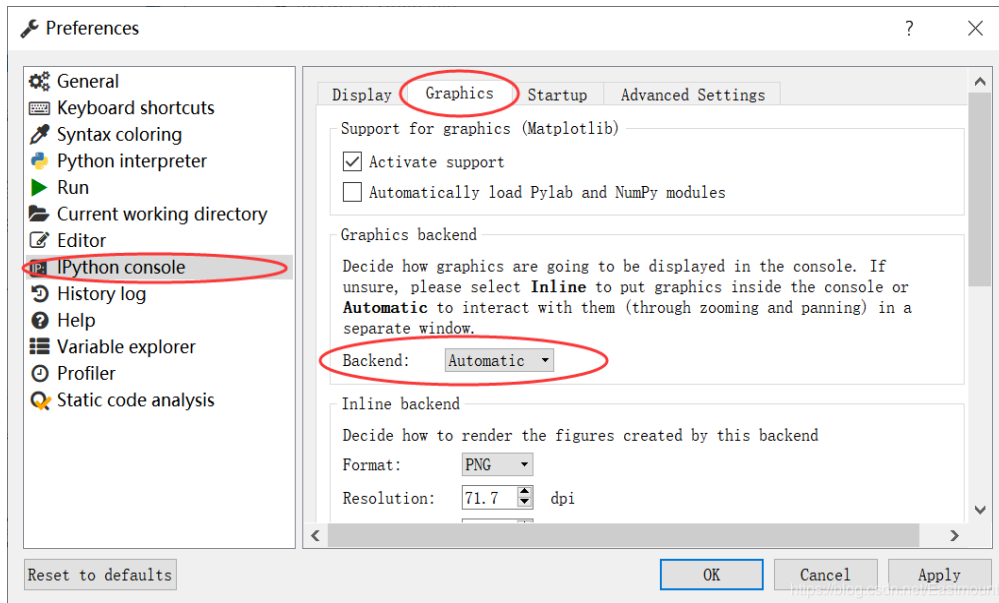 Preferences
?
General
Keyboard shortcuts
Syntax coloring
Python interpreter
Run
Current working directory
Editor
IPython console
History log
Help
Variable explorer
Profiler
Static code analysis
Display Graphics Startup Advanced Settings
Support for graphics (Matplotlib)
Activate support
Automatically load Pylab and NumPy modules
Graphics backend
Decide how graphics are going to be displayed in the console. If
unsure, please select Inline to put graphics inside the console or
Automatic to interact with them (through zooming and panning) in a
separate window.
Backend: Automatic
Inline backend
Decide how to render the figures created by this backend
Format: PNG
Resolution: 71.7 dpi
Reset to defaults OK Cancel Apply
https://blog.csdn.net/Eastmount